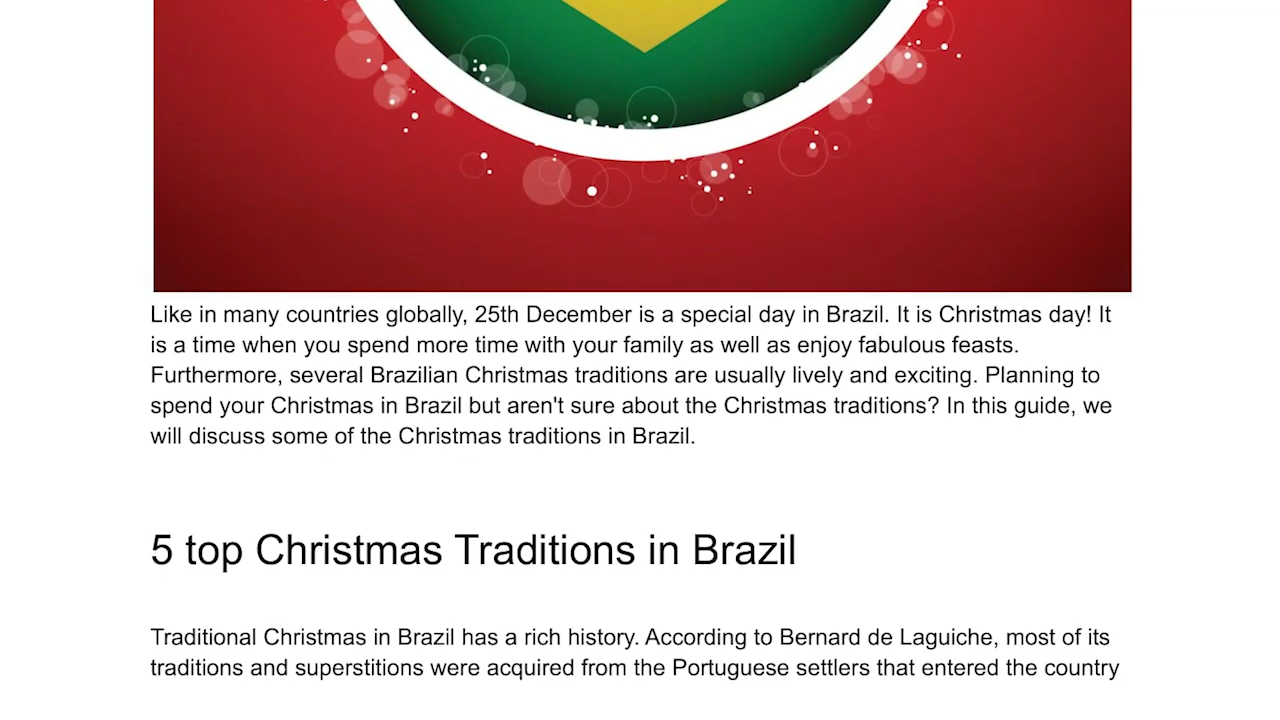 Like in many countries globally, 25th December is a special day in Brazil. It is Christmas day! It
is a time when you spend more time with your family as well as enjoy fabulous feasts.
Furthermore, several Brazilian Christmas traditions are usually lively and exciting. Planning to
spend your Christmas in Brazil but aren't sure about the Christmas traditions? In this guide, we
will discuss some of the Christmas traditions in Brazil.
5 top Christmas Traditions in Brazil
Traditional Christmas in Brazil has a rich history. According to Bernard de Laguiche, most of its
traditions and superstitions were acquired from the Portuguese settlers that entered the country